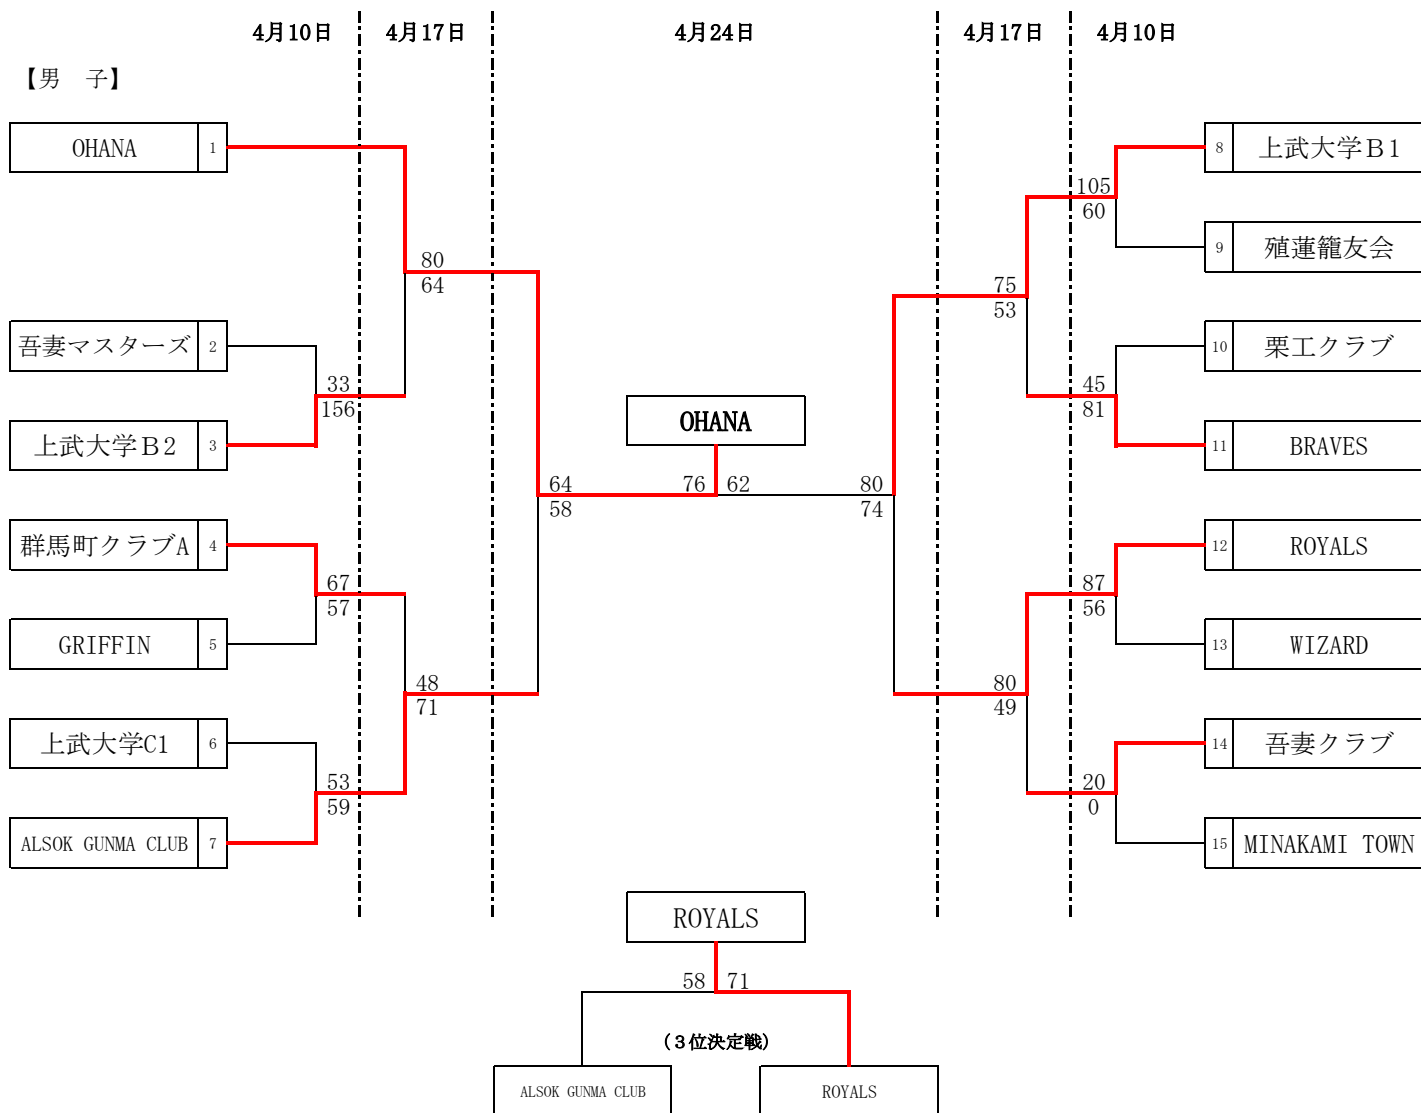 4月10日 4月17日 4月24日 4月17日 4月10日
【男　子】
OHANA 1
8 上武大学Ｂ1
105
60
9 殖蓮籠友会
80
64
75
53
吾妻マスターズ 2
10 栗工クラブ
33
156
45
81
OHANA
上武大学Ｂ2 3
11 BRAVES
64
58
76 62
80
74
群馬町クラブA 4
12 ROYALS
67
57
87
56
GRIFFIN 5
13 WIZARD
48
71
80
49
上武大学C1 6
14 吾妻クラブ
53
59
20
0
ALSOK GUNMA CLUB 7
15 MINAKAMI TOWN
ROYALS
58 71
(３位決定戦)
ALSOK GUNMA CLUB ROYALS